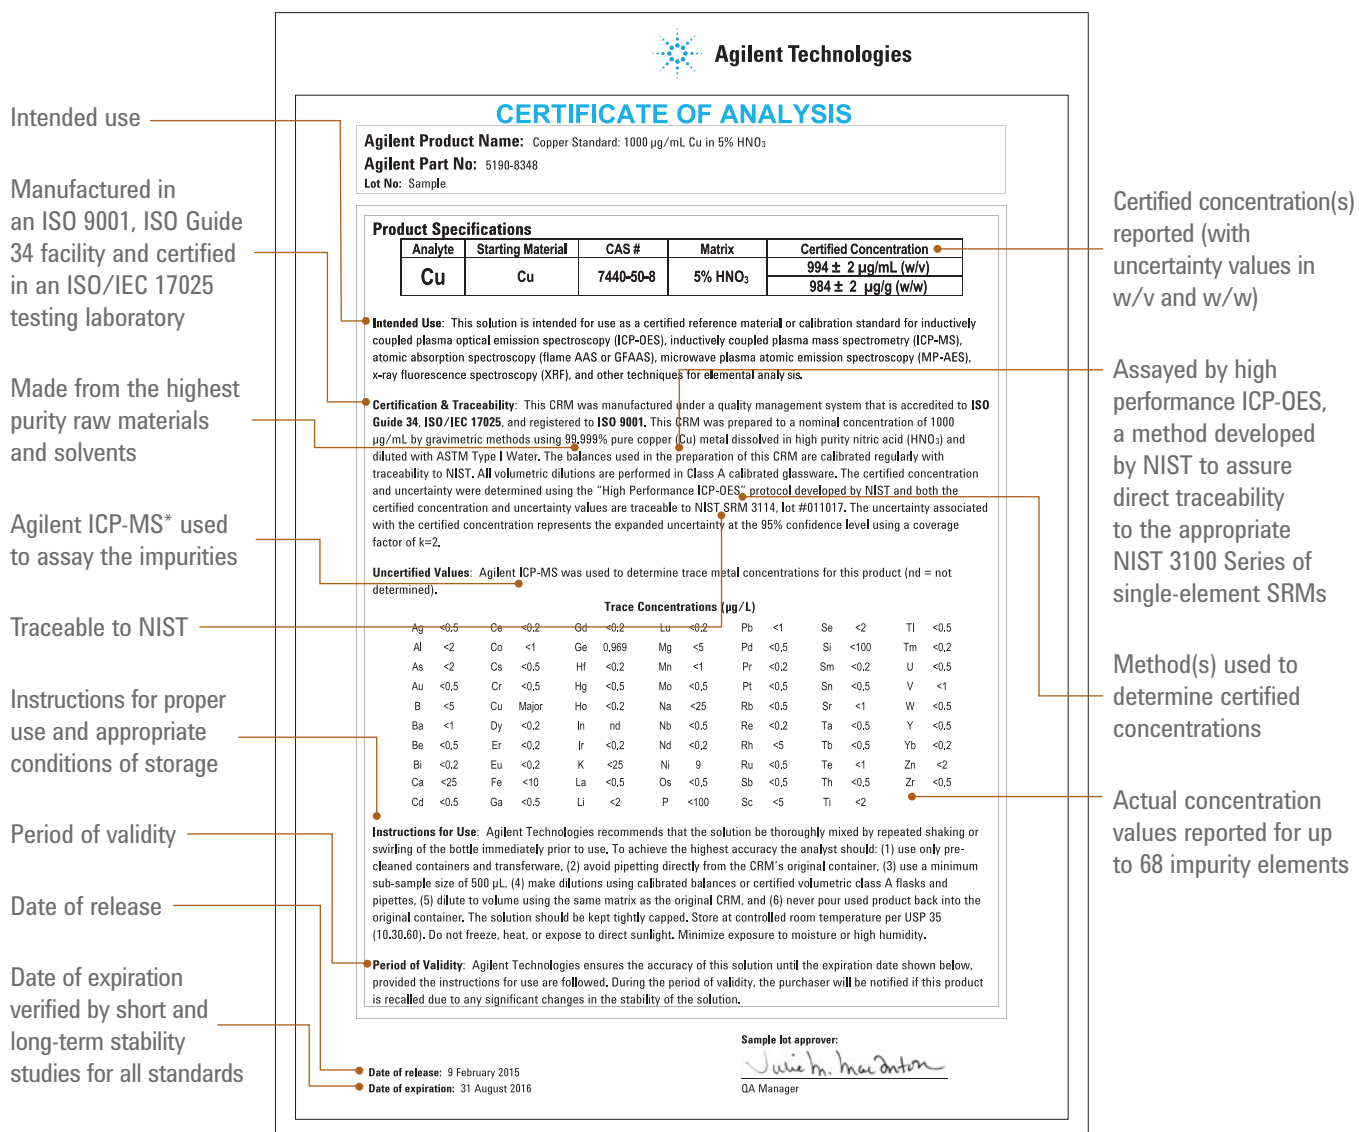 Agilent Technologies
CERTIFICATE OF ANALYSIS
Agilent Product Name: Copper Standard: 1000 µg/mL Cu in 5% HNO₃
Agilent Part No: 5190-8348
Lot No: Sample
Product Specifications
Analyte Starting Material CAS # Matrix Certified Concentration
Cu Cu 7440-50-8 5% HNO₃ 994 ± 2 µg/mL (w/v)
984 ± 2 µg/g (w/w)
Intended Use: This solution is intended for use as a certified reference material or calibration standard for inductively
coupled plasma optical emission spectroscopy (ICP-OES), inductively coupled plasma mass spectrometry (ICP-MS),
atomic absorption spectroscopy (flame AAS or GFAAS), microwave plasma atomic emission spectroscopy (MP-AES),
x-ray fluorescence spectroscopy (XRF), and other techniques for elemental analysis.
Certification & Traceability: This CRM was manufactured under a quality management system that is accredited to ISO
Guide 34, ISO/IEC 17025, and registered to ISO 9001. This CRM was prepared to a nominal concentration of 1000
µg/mL by gravimetric methods using 99.999% pure copper (Cu) metal dissolved in high purity nitric acid (HNO₃) and
diluted with ASTM Type I Water. The balances used in the preparation of this CRM are calibrated regularly with
traceability to NIST. All volumetric dilutions are performed in Class A calibrated glassware. The certified concentration
and uncertainty were determined using the “High Performance ICP-OES” protocol developed by NIST and both the
certified concentration and uncertainty values are traceable to NIST SRM 3114, lot #011017. The uncertainty associated
with the certified concentration represents the expanded uncertainty at the 95% confidence level using a coverage
factor of k=2.
Uncertified Values: Agilent ICP-MS was used to determine trace metal concentrations for this product (nd = not
determined).
Trace Concentrations (µg/L)
Ag <0.5 Ce <0.2 Gd <0.2 Lu <0.2 Pb <1 Se <2 Tl <0.5
Al <2 Co <1 Ge 0.969 Mg <5 Pd <0.5 Si <100 Tm <0.2
As <2 Cs <0.5 Hf <0.2 Mn <1 Pr <0.2 Sm <0.2 U <0.5
Au <0.5 Cr <0.5 Hg <0.5 Mo <0.5 Pt <0.5 Sn <0.5 V <1
B <5 Cu Major Ho <0.2 Na <25 Rb <0.5 Sr <1 W <0.5
Ba <1 Dy <0.2 In nd Nb <0.5 Re <0.2 Ta <0.5 Y <0.5
Be <0.5 Er <0.2 Ir <0.2 Nd <0.2 Rh <5 Tb <0.5 Yb <0.2
Bi <0.2 Eu <0.2 K <25 Ni 9 Ru <0.5 Te <1 Zn <2
Ca <25 Fe <10 La <0.5 Os <0.5 Sb <0.5 Th <0.5 Zr <0.5
Cd <0.5 Ga <0.5 Li <2 P <100 Sc <5 Ti <2
Instructions for Use: Agilent Technologies recommends that the solution be thoroughly mixed by repeated shaking or
swirling of the bottle immediately prior to use. To achieve the highest accuracy the analyst should: (1) use only pre-
cleaned containers and transferware, (2) avoid pipetting directly from the CRM’s original container, (3) use a minimum
sub-sample size of 500 µL, (4) make dilutions using calibrated balances or certified volumetric class A flasks and
pipettes, (5) dilute to volume using the same matrix as the original CRM, and (6) never pour used product back into the
original container. The solution should be kept tightly capped. Store at controlled room temperature per USP 35
(10.30.60). Do not freeze, heat, or expose to direct sunlight. Minimize exposure to moisture or high humidity.
Period of Validity: Agilent Technologies ensures the accuracy of this solution until the expiration date shown below,
provided the instructions for use are followed. During the period of validity, the purchaser will be notified if this product
is recalled due to any significant changes in the stability of the solution.
Date of release: 9 February 2015
Date of expiration: 31 August 2016
Sample lot approver:
QA Manager
Intended use
Manufactured in
an ISO 9001, ISO Guide
34 facility and certified
in an ISO/IEC 17025
testing laboratory
Made from the highest
purity raw materials
and solvents
Agilent ICP-MS* used
to assay the impurities
Traceable to NIST
Instructions for proper
use and appropriate
conditions of storage
Period of validity
Date of release
Date of expiration
verified by short and
long-term stability
studies for all standards
Certified concentration(s)
reported (with
uncertainty values in
w/v and w/w)
Assayed by high
performance ICP-OES,
a method developed
by NIST to assure
direct traceability
to the appropriate
NIST 3100 Series of
single-element SRMs
Method(s) used to
determine certified
concentrations
Actual concentration
values reported for up
to 68 impurity elements